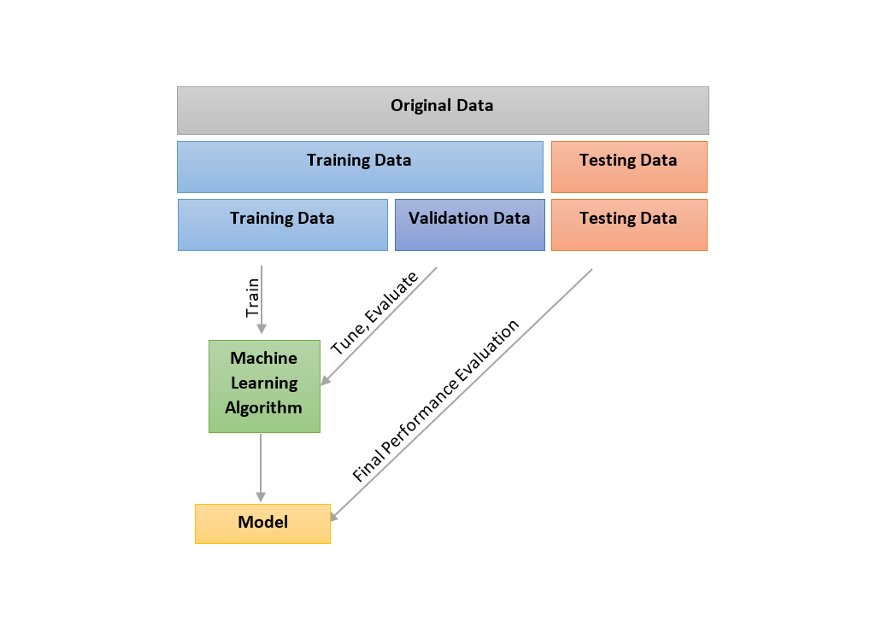 Original Data
Training Data
Testing Data
Training Data
Validation Data
Testing Data
Train
Tune, Evaluate
Final Performance Evaluation
Machine
Learning
Algorithm
Model